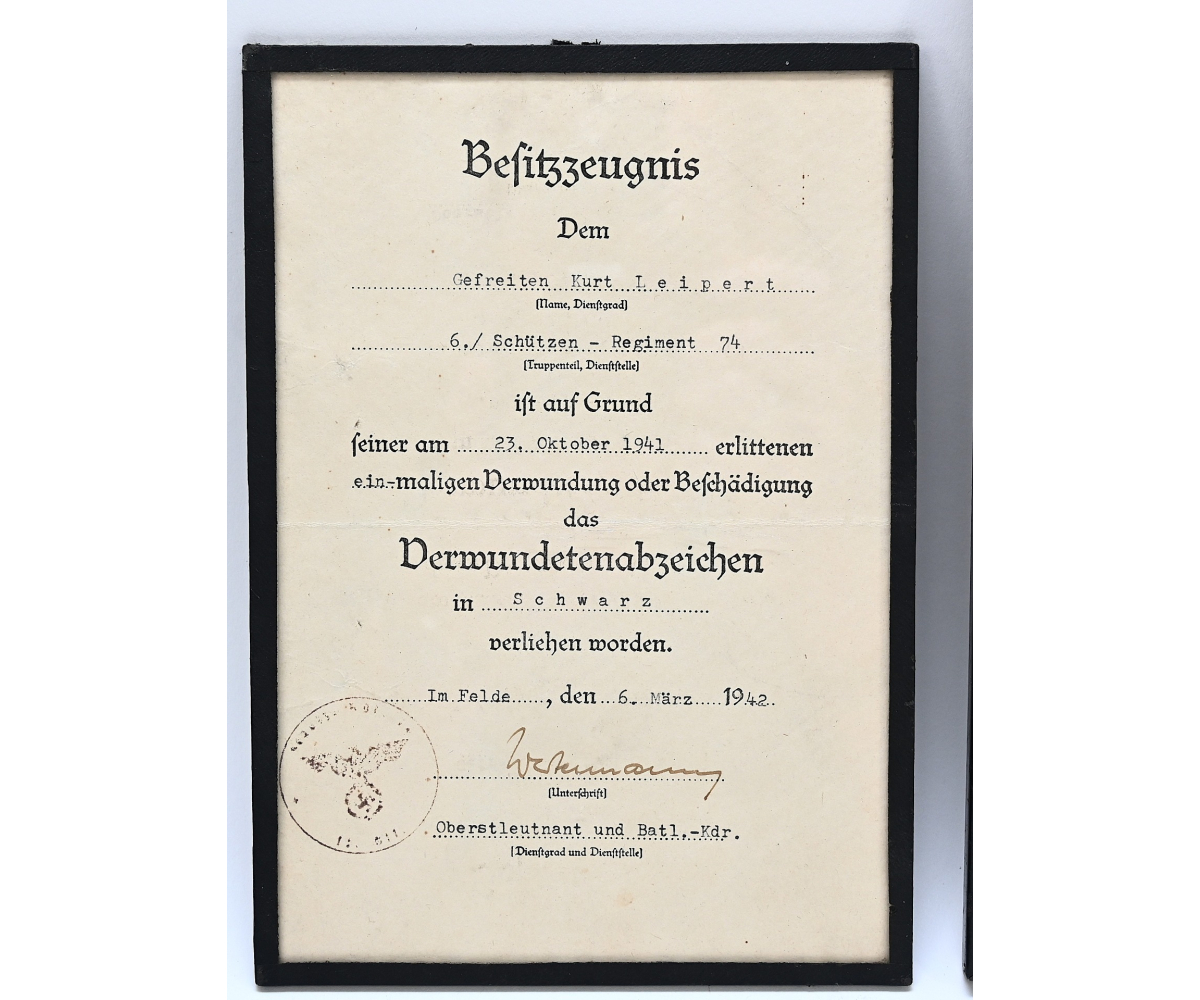 Besitzzeugnis
Dem
Gefreiten Kurt Leipert
(Name, Dienstgrad)
6./ Schützen - Regiment 74
(Truppenteil, Dienststelle)
ist auf Grund
seiner am 23. Oktober 1941 erlittenen
ein-maligen Verwundung oder Beschädigung
das
Verwundetenabzeichen
in Schwarz
verliehen worden.
Im Felde, den 6. März 1942
(Unterschrift)
Oberstleutnant und Batl.-Kdr.
(Dienstgrad und Dienststelle)